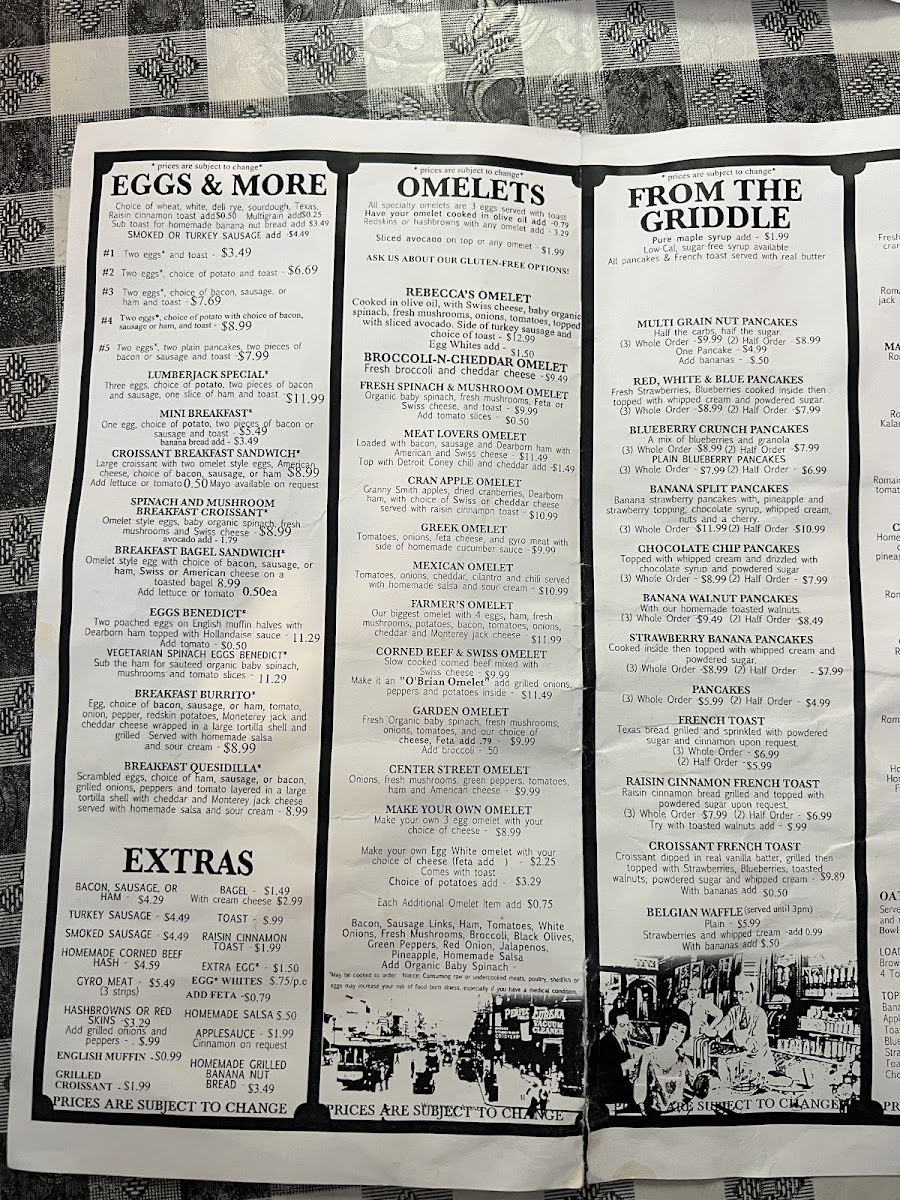 * prices are subject to change*
EGGS & MORE
Choice of wheat, white, deli rye, sourdough, Texas,
Raisin cinnamon toast add$0.50 Multigrain add$0.25
Sub toast for homemade banana nut bread add $3.49
SMOKED OR TURKEY SAUSAGE add -$4.49
#1 Two eggs* and toast - $3.49
#2 Two eggs*, choice of potato and toast - $6.69
#3 Two eggs*, choice of bacon, sausage, or
ham and toast - $7.69
#4 Two eggs*, choice of potato with choice of bacon,
sausage or ham, and toast - $8.99
#5 Two eggs*, two plain pancakes, two pieces of
bacon or sausage and toast - $7.99
LUMBERJACK SPECIAL*
Three eggs, choice of potato, two pieces of bacon
and sausage, one slice of ham and toast - $11.99
MINI BREAKFAST*
One egg, choice of potato, two pieces of bacon or
sausage and toast - $5.49
banana bread add - $3.49
CROISSANT BREAKFAST SANDWICH*
Large croissant with two omelet style eggs, American
cheese, choice of bacon, sausage, or ham $8.99
Add lettuce or tomato 0.50 Mayo available on request
SPINACH AND MUSHROOM
BREAKFAST CROISSANT*
Omelet style eggs, baby organic spinach, fresh
mushrooms and Swiss cheese - $8.99
avocado add - 1.79
BREAKFAST BAGEL SANDWICH*
Omelet style egg with choice of bacon, sausage, or
ham, Swiss or American cheese on a
toasted bagel 8.99
Add lettuce or tomato 0.50ea
EGGS BENEDICT*
Two poached eggs on English muffin halves with
Dearborn ham topped with Hollandaise sauce - 11.29
Add tomato - $0.50
VEGETARIAN SPINACH EGGS BENEDICT*
Sub the ham for sauteed organic baby spinach,
mushrooms and tomato slices - 11.29
BREAKFAST BURRITO*
Egg, choice of bacon, sausage, or ham, tomato,
onion, pepper, redskin potatoes, Moneterey jack and
cheddar cheese wrapped in a large tortilla shell and
grilled Served with homemade salsa
and sour cream - $8.99
BREAKFAST QUESIDILLA*
Scrambled eggs, choice of ham, sausage, or bacon,
grilled onions, peppers and tomato layered in a large
tortilla shell with cheddar and Monterey jack cheese
served with homemade salsa and sour cream - 8.99
EXTRAS
BACON, SAUSAGE, OR
HAM - $4.29
TURKEY SAUSAGE - $4.49
SMOKED SAUSAGE - $4.49
HOMEMADE CORNED BEEF
HASH - $4.59
GYRO MEAT - $5.49
(3 strips)
HASHBROWNS OR RED
SKINS -$3.29
Add grilled onions and
peppers - . $.99
ENGLISH MUFFIN -$0.99
GRILLED
CROISSANT - $1.99
BAGEL - $1.49
With cream cheese $2.99
TOAST - $.99
RAISIN CINNAMON
TOAST - $1.99
EXTRA EGG* - $1.50
EGG* WHITES $.75/p.c
ADD FETA -$0.79
HOMEMADE SALSA $.50
APPLESAUCE - $1.99
Cinnamon on request
HOMEMADE GRILLED
BANANA NUT
BREAD - $3.49
PRICES ARE SUBJECT TO CHANGE
* prices are subject to change*
OMELETS
All specialty omelets are 3 eggs served with toast
Have your omelet cooked in olive oil add -0.79
Redskins or hashbrowns with any omelet add - 3.29
Sliced avocado on top of any omelet - $1.99
ASK US ABOUT OUR GLUTEN-FREE OPTIONS!
REBECCA'S OMELET
Cooked in olive oil, with Swiss cheese, baby organic
spinach, fresh mushrooms, onions, tomatoes, topped
with sliced avocado. Side of turkey sausage and
choice of toast - $12.99
Egg Whites add - $1.50
BROCCOLI-N-CHEDDAR OMELET
Fresh broccoli and cheddar cheese -$9.49
FRESH SPINACH & MUSHROOM OMELET
Organic baby spinach, fresh mushrooms, Feta or
Swiss cheese, and toast - $9.99
Add tomato slices - $0.50
MEAT LOVERS OMELET
Loaded with bacon, sausage and Dearborn ham with
American and Swiss cheese - $11.49
Top with Detroit Coney chili and cheddar add -$1.49
CRAN APPLE OMELET
Granny Smith apples, dried cranberries, Dearborn
ham, with choice of Swiss or cheddar cheese
served with raisin cinnamon toast - $10.99
GREEK OMELET
Tomatoes, onions, feta cheese, and gyro meat with
side of homemade cucumber sauce -$9.99
MEXICAN OMELET
Tomatoes, onions, cheddar, cilantro and chili served
with homemade salsa and sour cream - $10.99
FARMER'S OMELET
Our biggest omelet with 4 eggs, ham, fresh
mushrooms, potatoes, bacon, tomatoes, onions,
cheddar and Monterey jack cheese - $11.99
CORNED BEEF & SWISS OMELET
Slow cooked corned beef mixed with
Swiss cheese - $9.99
Make it an "O'Brian Omelet" add grilled onions,
peppers and potatoes inside - $11.49
GARDEN OMELET
Fresh Organic baby spinach, fresh mushrooms,
onions, tomatoes, and our choice of
cheese, Feta add .79 - $9.99
Add broccoli - .50
CENTER STREET OMELET
Onions, fresh mushrooms, green peppers, tomatoes,
ham and American cheese - $9.99
MAKE YOUR OWN OMELET
Make your own 3 egg omelet with your
choice of cheese - $8.99
Make your own Egg White omelet with your
choice of cheese (feta add ) - $2.25
Comes with toast
Choice of potatoes add - $3.29
Each Additional Omelet Item add $0.75
Bacon, Sausage Links, Ham, Tomatoes, White
Onions, Fresh Mushrooms, Broccoli, Black Olives,
Green Peppers, Red Onion, Jalapenos,
Pineapple, Homemade Salsa
Add Organic Baby Spinach -
*May be cooked to order. Notice: Consuming raw or undercooked meats, poultry, shellfish or
eggs may increase your risk of food born illness, especially if you have a medical condition.
EUREKA
VACUUM
CLEANER
PRICES ARE SUBJECT TO CHANGE
* prices are subject to change*
FROM THE
GRIDDLE
Pure maple syrup add - $1.99
Low-Cal, sugar-free syrup available
All pancakes & French toast served with real butter
MULTI GRAIN NUT PANCAKES
Half the carbs, half the sugar.
(3) Whole Order -$9.99 (2) Half Order -$8.99
One Pancake - $4.99
Add bananas - .$.50
RED, WHITE & BLUE PANCAKES
Fresh Strawberries, Blueberries cooked inside then
topped with whipped cream and powdered sugar.
(3) Whole Order -$8.99 (2) Half Order -$7.99
BLUEBERRY CRUNCH PANCAKES
A mix of blueberries and granola
(3) Whole Order -$8.99 (2) Half Order -$7.99
PLAIN BLUEBERRY PANCAKES
(3) Whole Order - $7.99 (2) Half Order - $6.99
BANANA SPLIT PANCAKES
Banana strawberry pancakes with, pineapple and
strawberry topping, chocolate syrup, whipped cream,
nuts and a cherry.
(3) Whole Order -$11.99 (2) Half Order -$10.99
CHOCOLATE CHIP PANCAKES
Topped with whipped cream and drizzled with
chocolate syrup and powdered sugar
(3) Whole Order - $8.99 (2) Half Order - $7.99
BANANA WALNUT PANCAKES
With our homemade toasted walnuts.
(3) Whole Order -$9.49 (2) Half Order -$8.49
STRAWBERRY BANANA PANCAKES
Cooked inside then topped with whipped cream and
powdered sugar.
(3) Whole Order -$8.99 (2) Half Order - $7.99
PANCAKES
(3) Whole Order -$5.99 (2) Half Order - $4.99
FRENCH TOAST
Texas bread grilled and sprinkled with powdered
sugar and cinnamon upon request.
(3) Whole Order - $6.99
(2) Half Order -$5.99
RAISIN CINNAMON FRENCH TOAST
Raisin cinnamon bread grilled and topped with
powdered sugar upon request.
(3) Whole Order -$7.99 (2) Half Order - $6.99
Try with toasted walnuts add - $.99
CROISSANT FRENCH TOAST
Croissant dipped in real vanilla batter, grilled then
topped with Strawberries, Blueberries, toasted
walnuts, powdered sugar and whipped cream - $9.89
With bananas add $0.50
BELGIAN WAFFLE (served until 3pm)
Plain - $5.99
Strawberries and whipped cream -add 0.99
With bananas add $.50
ARE SUBJECT TO CHANGE